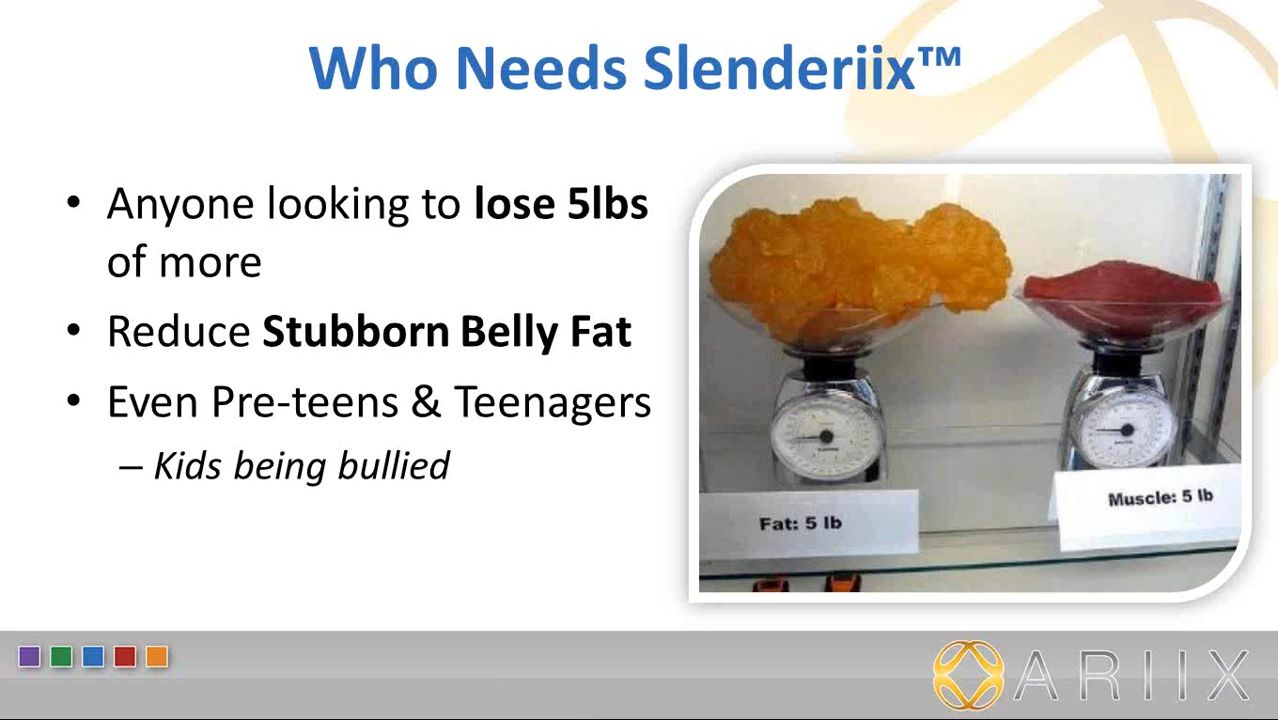 Who Needs Slenderiix™
• Anyone looking to lose 5lbs
of more
• Reduce Stubborn Belly Fat
• Even Pre-teens & Teenagers
– Kids being bullied
Fat: 5 lb
Muscle: 5 lb
ARIIX